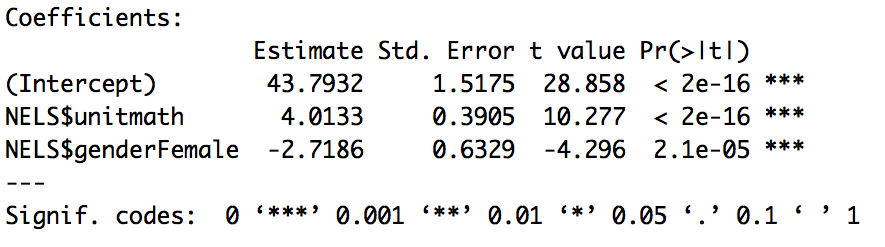 Coefficients:
                  Estimate Std. Error t value Pr(>|t|)
(Intercept)        43.7932     1.5175  28.858  < 2e-16 ***
NELS$unitmath       4.0133     0.3905  10.277  < 2e-16 ***
NELS$genderFemale  -2.7186     0.6329  -4.296  2.1e-05 ***
---
Signif. codes:  0 ‘***’ 0.001 ‘**’ 0.01 ‘*’ 0.05 ‘.’ 0.1 ‘ ’ 1